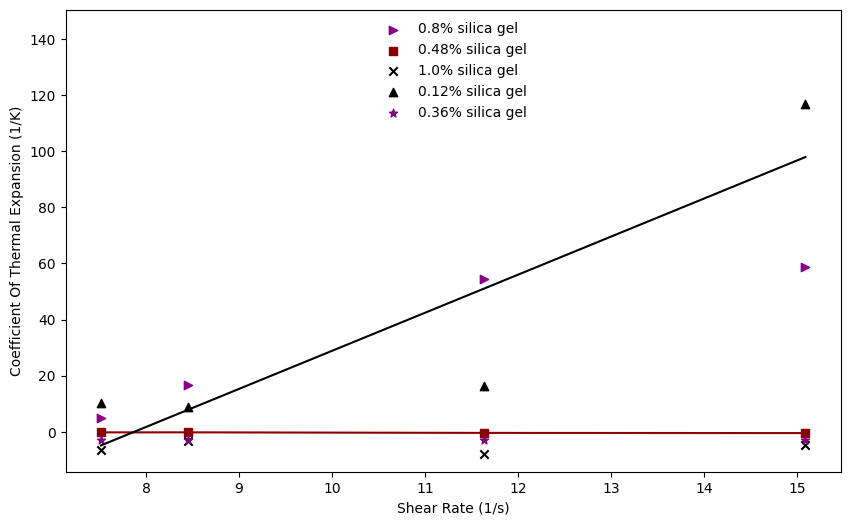 0.8% silica gel
0.48% silica gel
1.0% silica gel
0.12% silica gel
0.36% silica gel
Coefficient Of Thermal Expansion (1/K)
140
120
100
80
60
40
20
0
8 9 10 11 12 13 14 15
Shear Rate (1/s)